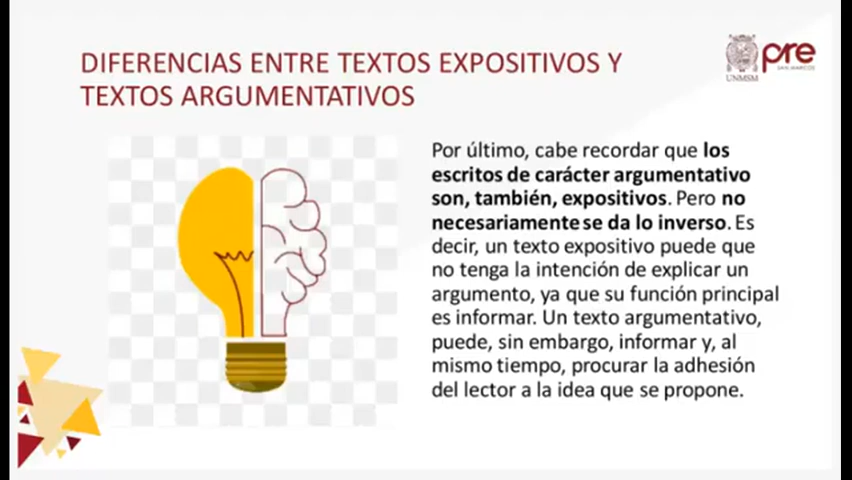 DIFERENCIAS ENTRE TEXTOS EXPOSITIVOS Y
TEXTOS ARGUMENTATIVOS
UNMSM
pre
SAN MARCOS
Por último, cabe recordar que los
escritos de carácter argumentativo
son, también, expositivos. Pero no
necesariamente se da lo inverso. Es
decir, un texto expositivo puede que
no tenga la intención de explicar un
argumento, ya que su función principal
es informar. Un texto argumentativo,
puede, sin embargo, informar y, al
mismo tiempo, procurar la adhesión
del lector a la idea que se propone.